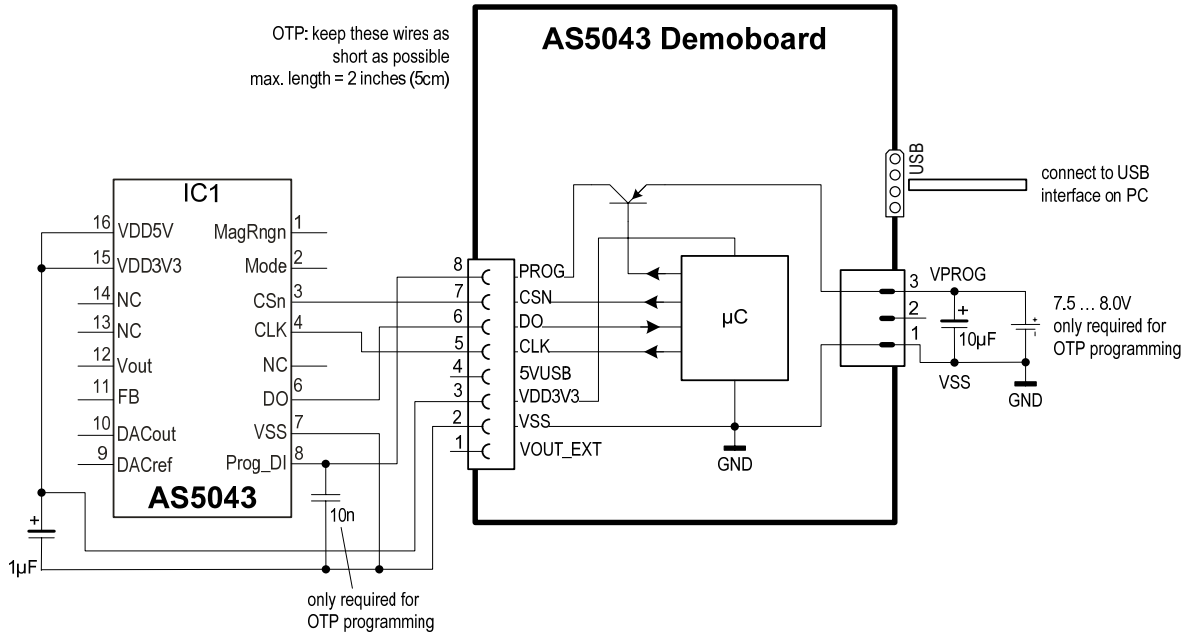 OTP: keep these wires as
short as possible
max. length = 2 inches (5cm)
AS5043 Demoboard
USB
connect to USB
interface on PC
IC1
16 VDD5V MagRngn 1
15 VDD3V3 Mode 2
14 NC CSn 3
13 NC CLK 4
12 Vout NC
11 FB DO 6
10 DACout VSS 7
9 DACref Prog_DI 8
AS5043
8 PROG
7 CSN
6 DO
5 CLK
4 5VUSB
3 VDD3V3
2 VSS
1 VOUT_EXT
µC
GND
3 VPROG
2
1
VSS
+
10µF
+
-
GND
7.5 ... 8.0V
only required for
OTP programming
+
1µF
10n
only required for
OTP programming